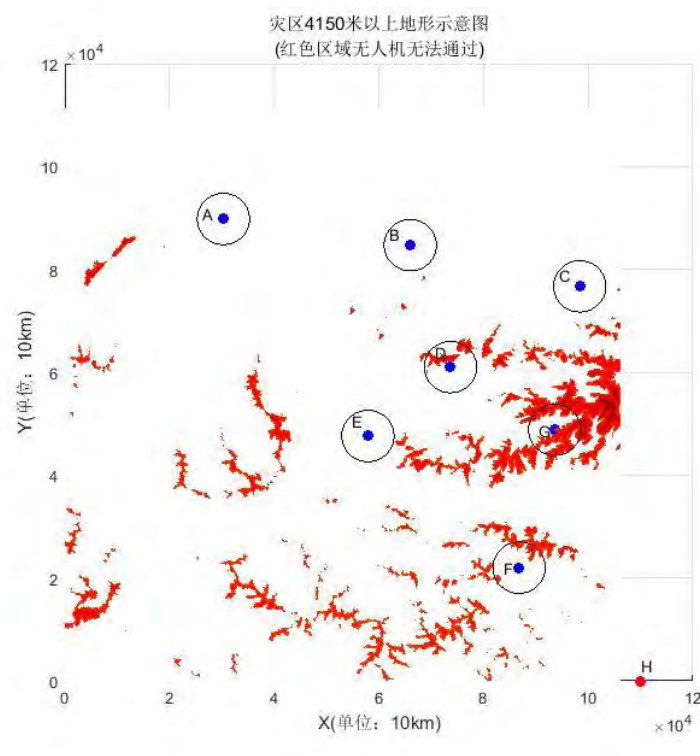 灾区4150米以上地形示意图
(红色区域无人机无法通过)
×10⁴
12
10
8
6
4
2
0
Y(单位：10km)
A
B
C
D
E
G
F
H
0
2
4
6
8
10
12
×10⁴
X(单位：10km)